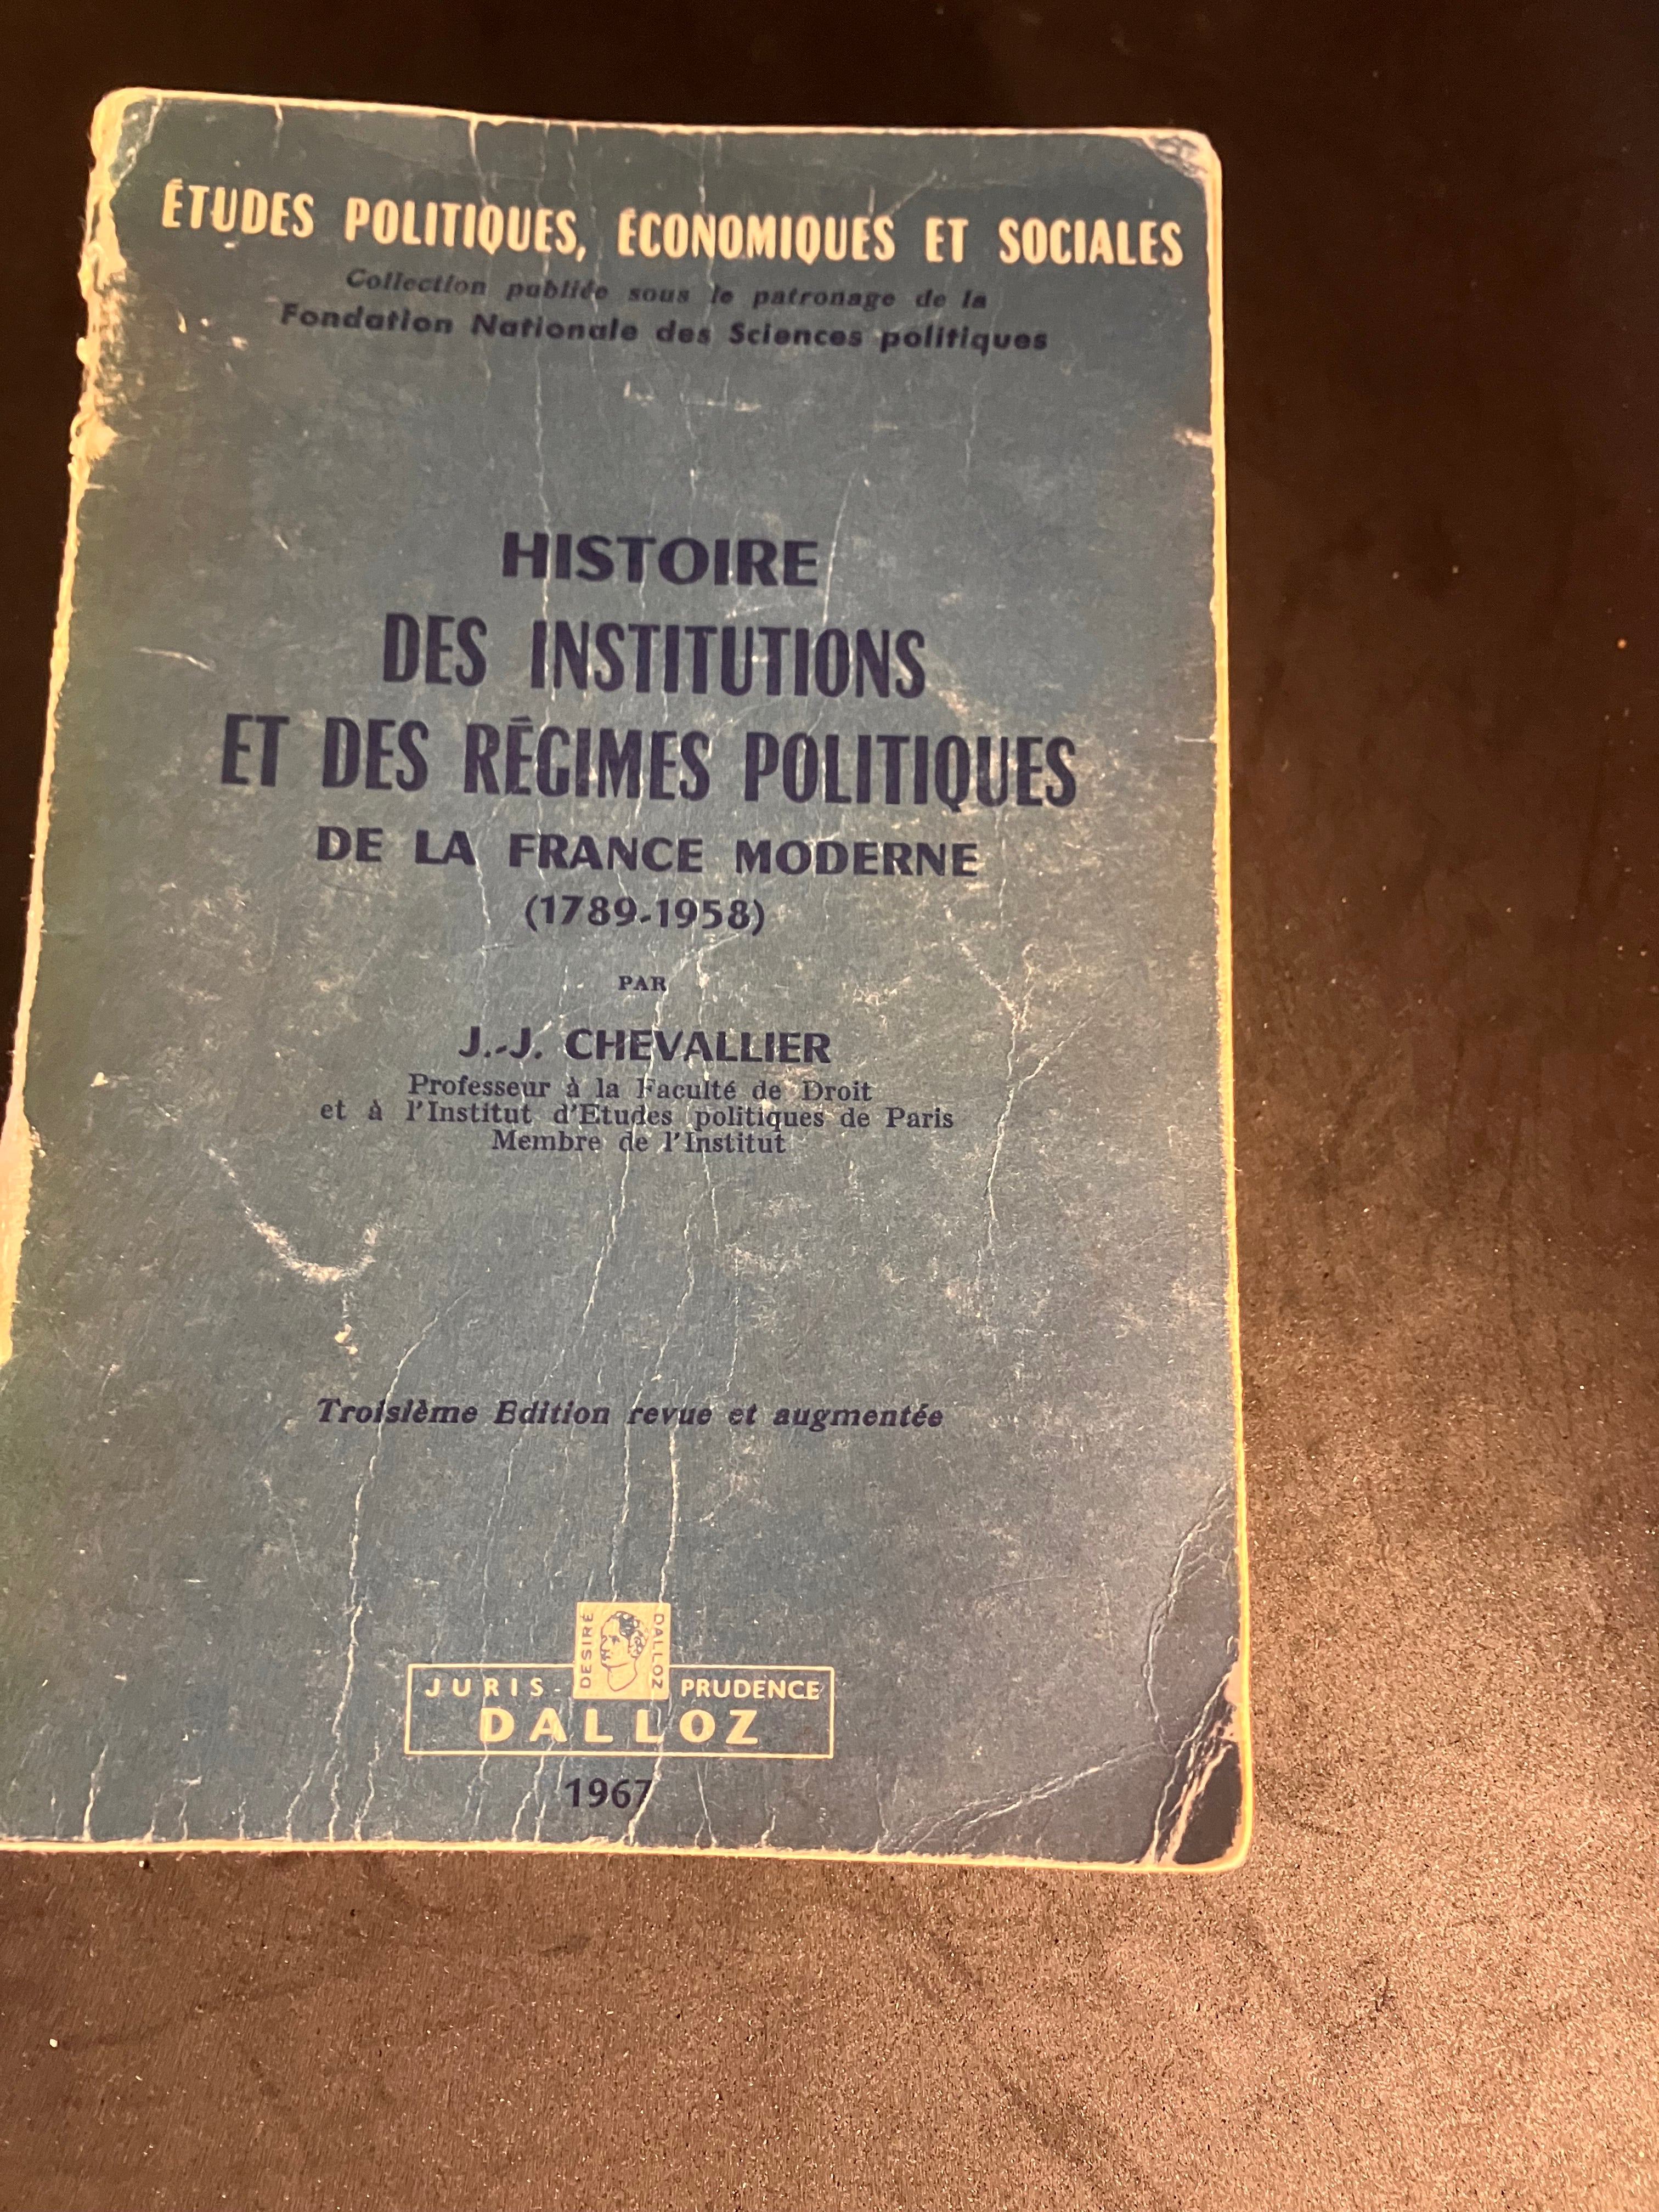 ÉTUDES POLITIQUES, ÉCONOMIQUES ET SOCIALES
Collection publiée sous le patronage de la
Fondation Nationale des Sciences politiques
HISTOIRE
DES INSTITUTIONS
ET DES RÉGIMES POLITIQUES
DE LA FRANCE MODERNE
(1789-1958)
PAR
J.-J. CHEVALLIER
Professeur à la Faculté de Droit
et à l'Institut d'Etudes politiques de Paris
Membre de l'Institut
Troisième Edition revue et augmentée
DESIRÉ DALLOZ
JURIS-PRUDENCE
DALLOZ
1967